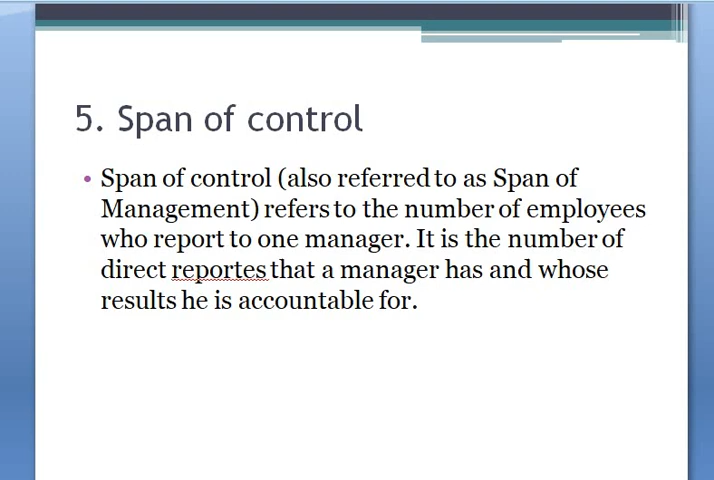 5. Span of control
• Span of control (also referred to as Span of
Management) refers to the number of employees
who report to one manager. It is the number of
direct reportes that a manager has and whose
results he is accountable for.